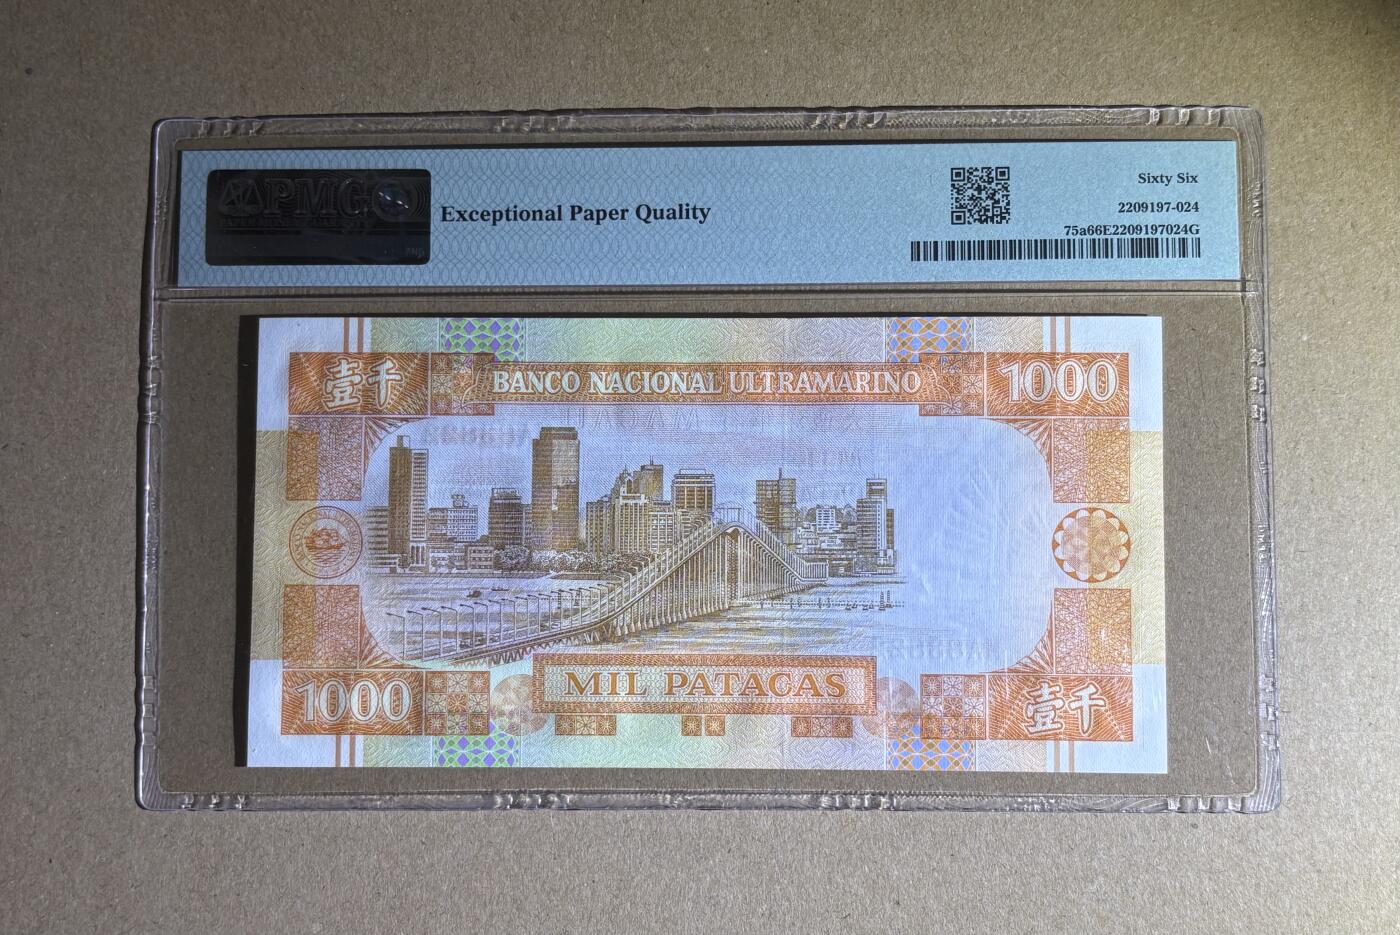 PMG
Exceptional Paper Quality
Sixty Six
2209197-024
75a66E2209197024G
壹千
BANCO NACIONAL ULTRAMARINO
1000
1000
MIL PATACAS
壹千